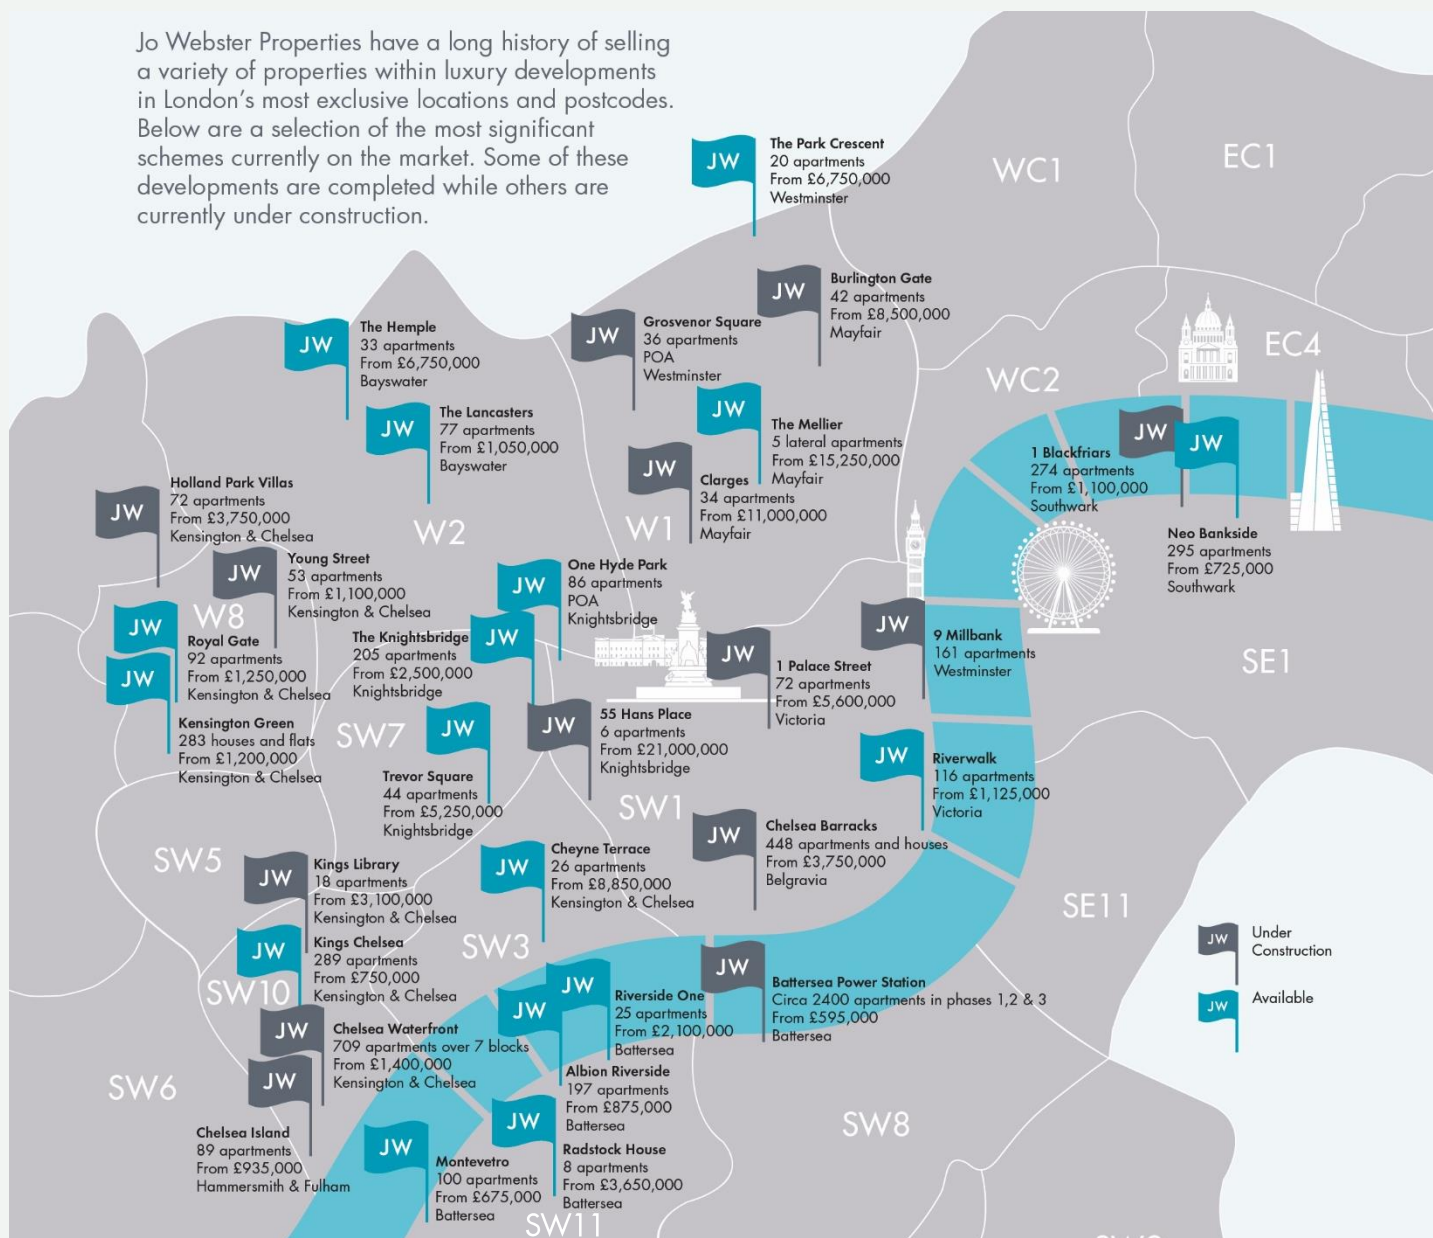 Jo Webster Properties have a long history of selling
a variety of properties within luxury developments
in London's most exclusive locations and postcodes.
Below are a selection of the most significant
schemes currently on the market. Some of these
developments are completed while others are
currently under construction.
JW
The Park Crescent
20 apartments
From £6,750,000
Westminster
WC1
EC1
JW
Burlington Gate
42 apartments
From £8,500,000
Mayfair
JW
Grosvenor Square
36 apartments
POA
Westminster
JW
The Hemple
33 apartments
From £6,750,000
Bayswater
EC4
WC2
JW
The Mellier
5 lateral apartments
From £15,250,000
Mayfair
JW
The Lancasters
77 apartments
From £1,050,000
Bayswater
JW
1 Blackfriars
274 apartments
From £1,100,000
Southwark
JW
Neo Bankside
295 apartments
From £725,000
Southwark
JW
Clarges
34 apartments
From £11,000,000
Mayfair
JW
Holland Park Villas
72 apartments
From £3,750,000
Kensington & Chelsea
W2
W1
JW
Young Street
53 apartments
From £1,100,000
Kensington & Chelsea
JW
One Hyde Park
86 apartments
POA
Knightsbridge
W8
JW
Royal Gate
92 apartments
From £1,250,000
Kensington & Chelsea
JW
The Knightsbridge
205 apartments
From £2,500,000
Knightsbridge
JW
1 Palace Street
72 apartments
From £5,600,000
Victoria
JW
9 Millbank
161 apartments
Westminster
SE1
JW
Kensington Green
283 houses and flats
From £1,200,000
Kensington & Chelsea
SW7
JW
Trevor Square
44 apartments
From £5,250,000
Knightsbridge
JW
55 Hans Place
6 apartments
From £21,000,000
Knightsbridge
JW
Riverwalk
116 apartments
From £1,125,000
Victoria
SW1
JW
Chelsea Barracks
448 apartments and houses
From £3,750,000
Belgravia
SW5
JW
Kings Library
18 apartments
From £3,100,000
Kensington & Chelsea
JW
Cheyne Terrace
26 apartments
From £8,850,000
Kensington & Chelsea
SE11
JW
Under
Construction
JW
Available
JW
Kings Chelsea
289 apartments
From £750,000
Kensington & Chelsea
SW3
SW10
JW
Battersea Power Station
Circa 2400 apartments in phases 1,2 & 3
From £595,000
Battersea
JW
Riverside One
25 apartments
From £2,100,000
Battersea
JW
Albion Riverside
197 apartments
From £875,000
Battersea
JW
Chelsea Waterfront
709 apartments over 7 blocks
From £1,400,000
Kensington & Chelsea
SW6
JW
Chelsea Island
89 apartments
From £935,000
Hammersmith & Fulham
JW
Radstock House
8 apartments
From £3,650,000
Battersea
SW8
JW
Montevetro
100 apartments
From £675,000
Battersea
SW11